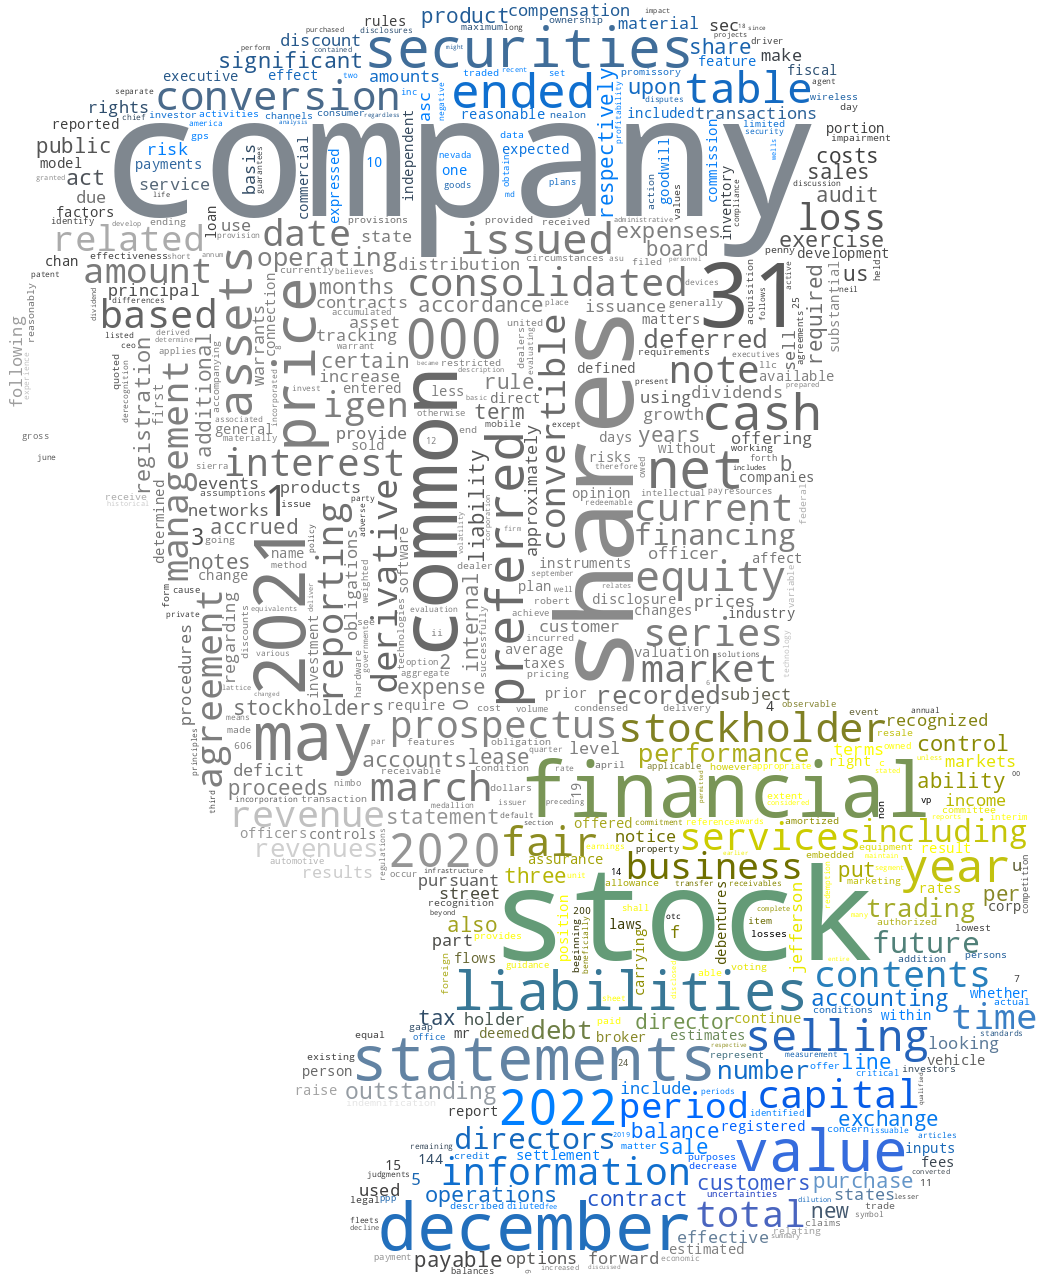 product compensation ownership impact
rules purchased disclosures maximum long material sec 18 since
discount securities share projects driver
significant perform contained might feature make
executive effect two amounts traded recent set promissory upon table fiscal
separate conversion inc asc negative ended respectively profitability disputes wireless
rights chief investor activities channels consumer regardless reasonable included transactions day
reported america analysis data nealon limited security portion impairment
public gps company expected commission
risk basis guarantees commercial expressed 10 independent nevada one obtain plans action goodwill wells costs
model payments goods values inventory compliance discussion sales
act service md audit
granted life loss
due factors use provisions provided received administrative expenses penny exercise
identify develop ending loan date state issued board development
related provision operating distribution circumstances asu filed personnel
chan effectiveness short annum currently believes consolidated devices 31 active us held
amount principal assets connection price months accordance place issuance generally acquisition follows 25 neil
patent dividend differences accumulated contracts matters required substantial
reasonably based asset 000 united deferred agreements
following listed derived determine warrants tracking warrant dealers evaluating requirements sell
experience ceo applies certain became restricted description defined note executives llc available
quoted derecognition accompanying incorporated 8 increase less rule convertible present prepared
registration first additional invest entered basic direct using dividends
associated general igen otherwise term shares growth cash
gross materially provide 12 end mobile except days years offering
management sold common preferred approximately without working
june sierra interest risks forth b
events party liability opinion owed net includes companies
receive assumptions products therefore intellectual pay resources federal
historical networks 1 issue adverse volatility corporation redeemable current
determined 3 accrued policy derivative firm financing
going 2021 reporting dealer officer
notes name obligations software september instruments affect
change method weighted evaluation plan well relates equity variable
form cause agreement equivalents deliver internal robert disclosure prices
private regarding discounts see ii achieve changes industry
procedures various investment hardware governmental technologies successfully incurred customer series
option 2 average valuation solutions technology
lattice aggregate taxes market
changed expense 0 pricing 6
stockholders require prior recorded subject
principles means may cost volume condensed delivery 4 observable
made par features prospectus obligation stockholder event resale annual recognized
606 accounts lease quarter level performance terms owned control
deficit receivable condition rate april applicable however appropriate right markets
third proceeds nimbo march dollars financial permitted extent ability 00
incorporation transaction medallion issuer preceding 19 considered non vp income
revenue statement default section offered commitment reference awards amortized committee
officers controls regulations 2020 fair notice services including
revenues assurance property equipment result
automotive occur infrastructure three business embedded year
results pursuant 14 allowance transfer receivables put marketing rates u competition
street recognition stock debentures complete per
beyond also position beginning 200 shall otc item trading authorized corp
part provides beneficially laws f losses jefferson lowest
foreign flows guidance carrying able voting future addition persons
liabilities contents 7
accounting whether actual
tax holder paid director continue conditions within time
equal gaap office mr deemed debt broker estimates selling standards
existing statements 24 respective represent measurement looking
person number offer line vehicle
raise outstanding include periods critical investors
indemnification report 2022 period capital qualified
identified exchange
directors 2019 balance registered concern issuable articles
remaining credit settlement matter sale purposes value inputs
15 144 judgments information decrease fees converted
used 5 customers purchase 11
legal ppp operations contract uncertainties dilution states lesser
fleets described diluted fee total new trade
decline december claims symbol
effective relating
payment payable options forward estimated summary
balances 9 increased discussed economic